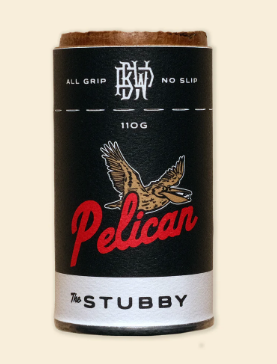 ALL GRIP NO SLIP
110G
Pelican
The STUBBY